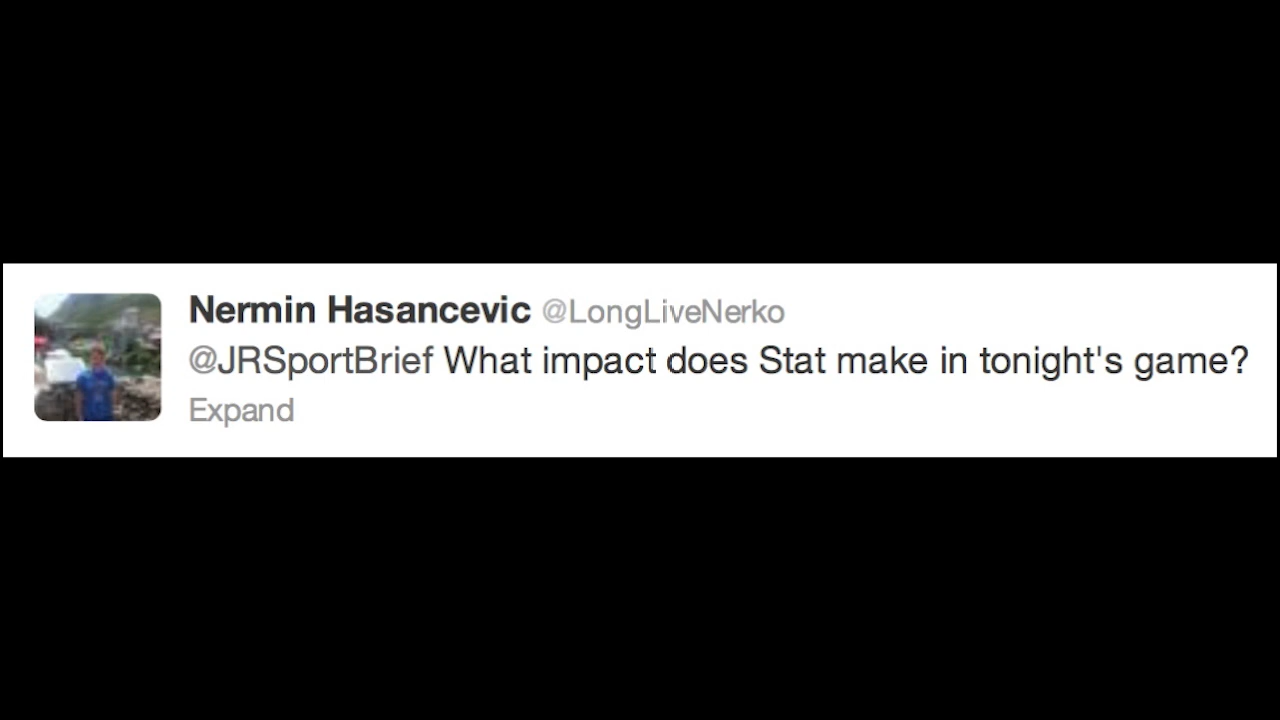 Nermin Hasancevic @LongLiveNerko
@JRSportBrief What impact does Stat make in tonight's game?
Expand